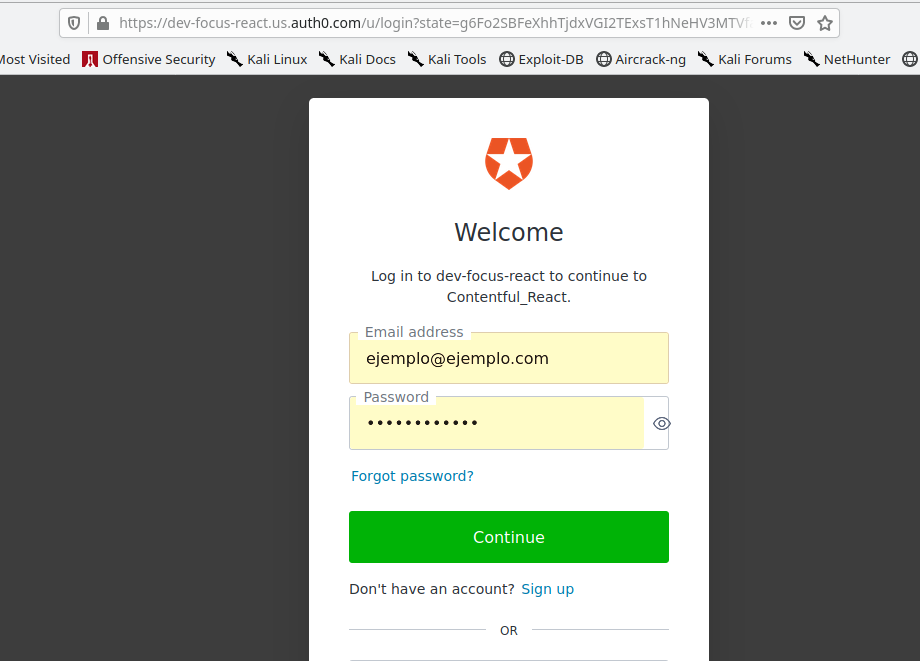 https://dev-focus-react.us.auth0.com/u/login?state=g6Fo2SBFeXhhTjdxVGI2TExsT1hNeHV3MTVf
Most Visited Offensive Security Kali Linux Kali Docs Kali Tools Exploit-DB Aircrack-ng Kali Forums NetHunter
Welcome
Log in to dev-focus-react to continue to
Contentful_React.
Email address
ejemplo@ejemplo.com
Password
••••••••••••
Forgot password?
Continue
Don't have an account? Sign up
OR